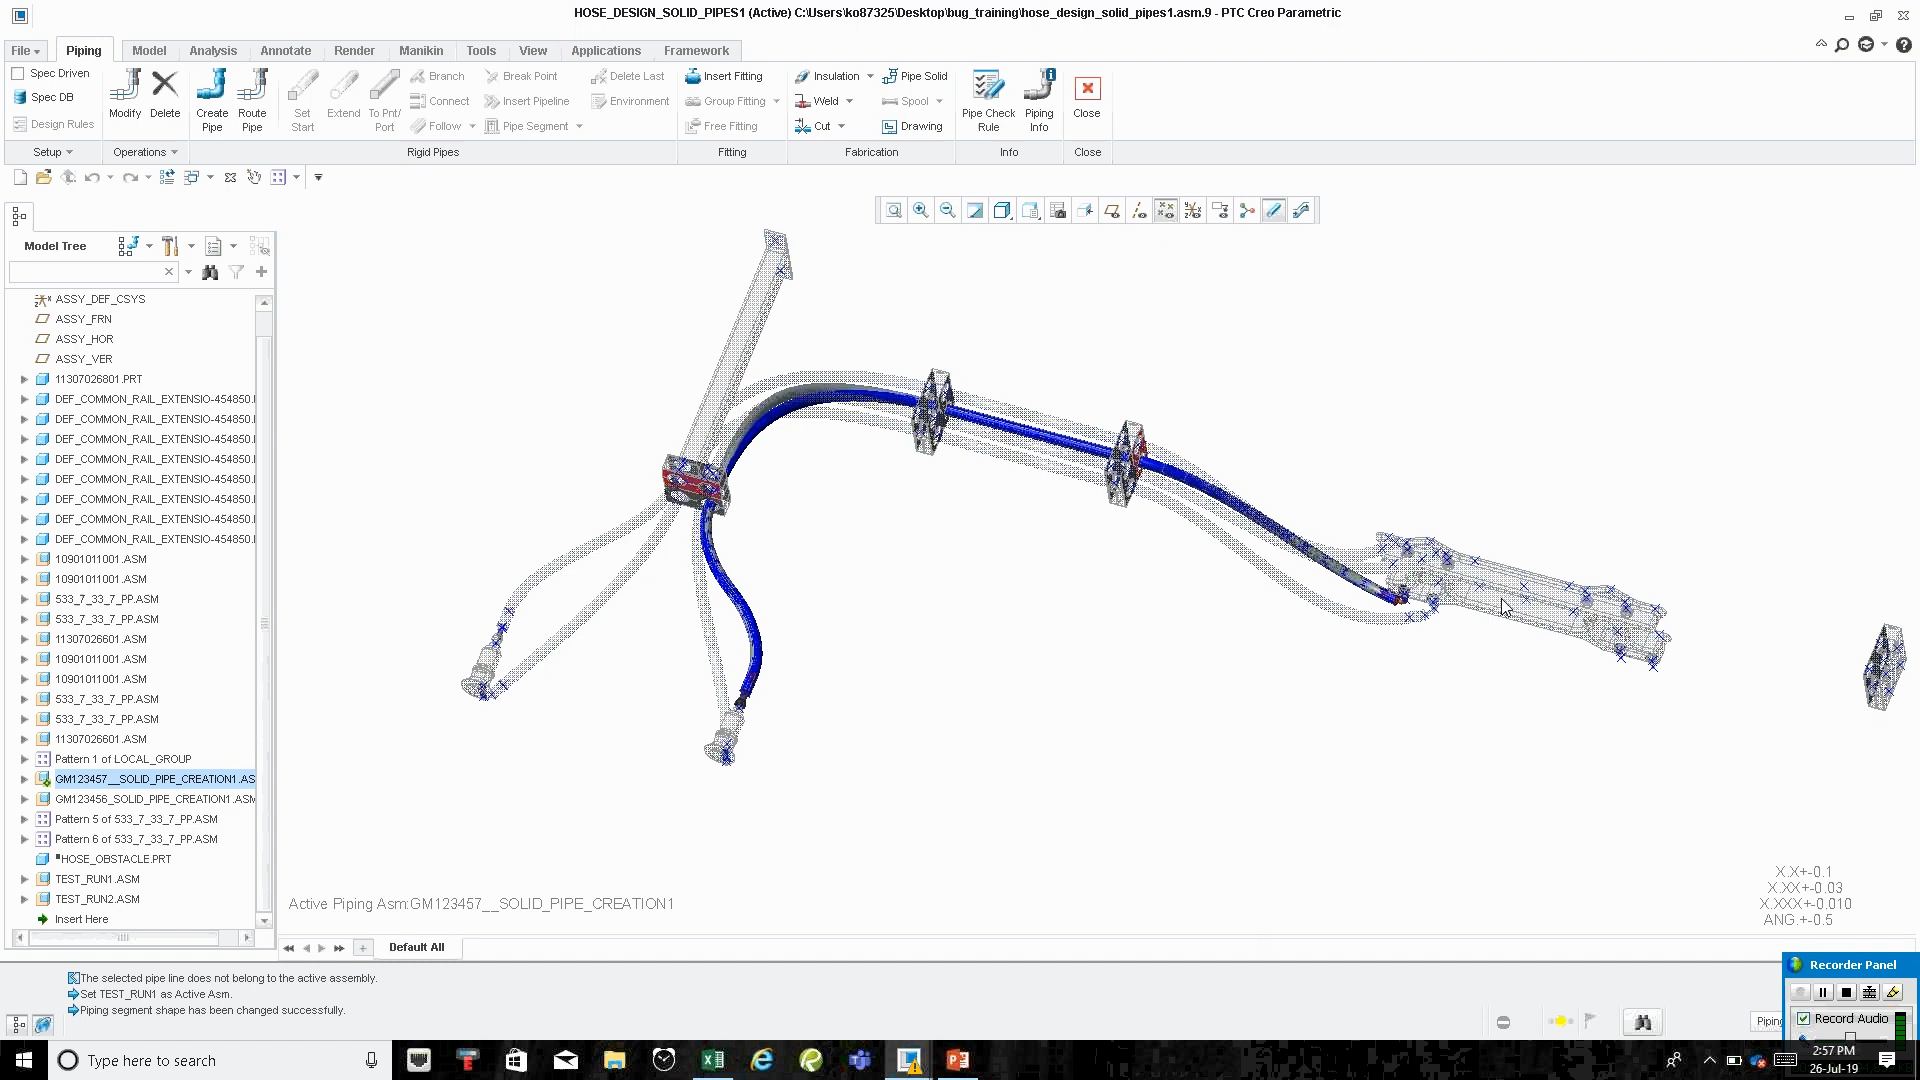 HOSE_DESIGN_SOLID_PIPES1 (Active) C:\Users\ko87325\Desktop\bug_training\hose_design_solid_pipes1.asm.9 - PTC Creo Parametric
File Piping Model Analysis Annotate Render Manikin Tools View Applications Framework
Spec Driven
Spec DB
Design Rules
Setup
Modify Delete
Operations
Create Pipe
Route Pipe
Set Start
Extend
To Pnt/ Port
Branch
Connect
Follow
Break Point
Insert Pipeline
Pipe Segment
Delete Last
Environment
Rigid Pipes
Insert Fitting
Group Fitting
Free Fitting
Fitting
Insulation
Weld
Cut
Pipe Solid
Spool
Drawing
Fabrication
Pipe Check Rule
Piping Info
Info
Close
Close
Model Tree
ASSY_DEF_CSYS
ASSY_FRN
ASSY_HOR
ASSY_VER
11307026801.PRT
DEF_COMMON_RAIL_EXTENSIO-454850.
DEF_COMMON_RAIL_EXTENSIO-454850.
DEF_COMMON_RAIL_EXTENSIO-454850.
DEF_COMMON_RAIL_EXTENSIO-454850.
DEF_COMMON_RAIL_EXTENSIO-454850.
DEF_COMMON_RAIL_EXTENSIO-454850.
DEF_COMMON_RAIL_EXTENSIO-454850.
DEF_COMMON_RAIL_EXTENSIO-454850.
10901011001.ASM
10901011001.ASM
533_7_33_7_PP.ASM
533_7_33_7_PP.ASM
11307026601.ASM
10901011001.ASM
10901011001.ASM
533_7_33_7_PP.ASM
533_7_33_7_PP.ASM
11307026601.ASM
Pattern 1 of LOCAL_GROUP
GM123457__SOLID_PIPE_CREATION1.AS
GM123456_SOLID_PIPE_CREATION1.ASM
Pattern 5 of 533_7_33_7_PP.ASM
Pattern 6 of 533_7_33_7_PP.ASM
HOSE_OBSTACLE.PRT
TEST_RUN1.ASM
TEST_RUN2.ASM
Insert Here
Active Piping Asm:GM123457__SOLID_PIPE_CREATION1
X.X+-0.1
X.XX+-0.03
X.XXX+-0.010
ANG.+-0.5
Default All
The selected pipe line does not belong to the active assembly.
Set TEST_RUN1 as Active Asm.
Piping segment shape has been changed successfully.
Piping
Recorder Panel
Record Audio
Type here to search
2:57 PM
26-Jul-19